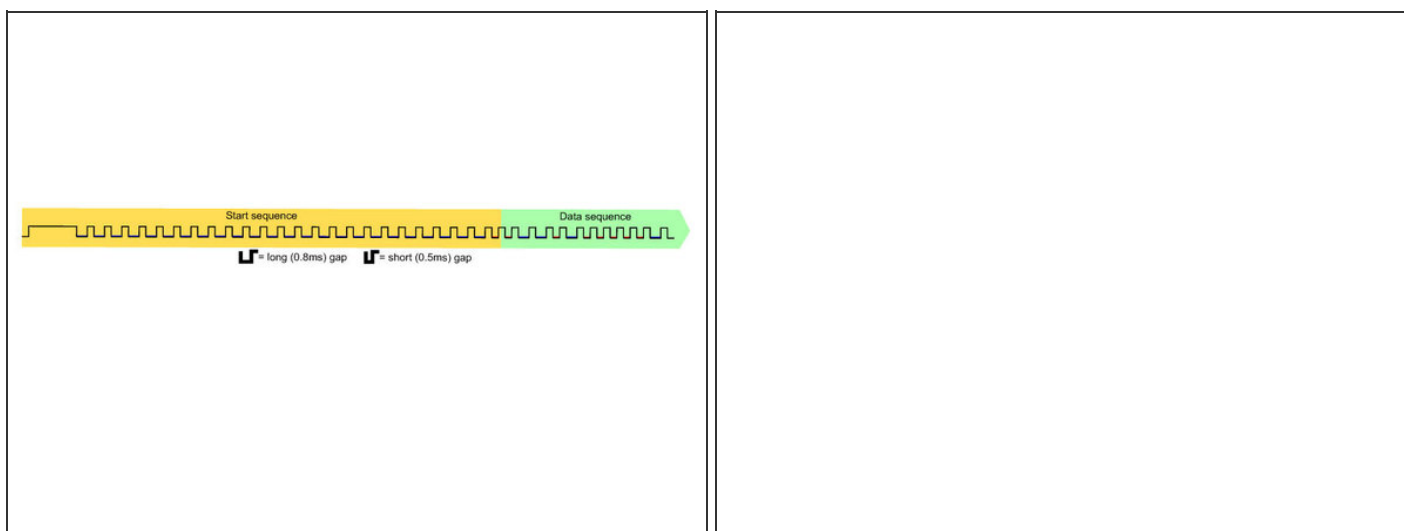 Start sequence Data sequence
= long (0.8ms) gap = short (0.5ms) gap